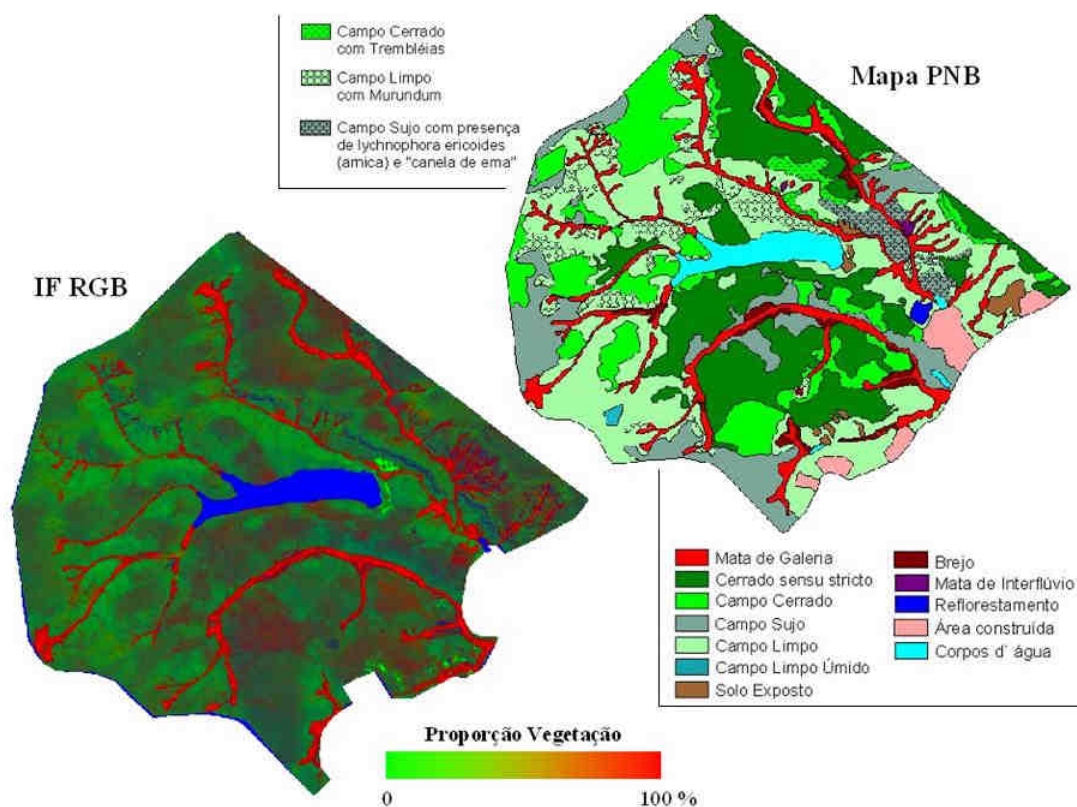 Campo Cerrado
com Trembléias
Campo Limpo
com Murundum
Campo Sujo com presença
de lychnophora ericoides
(arnica) e "canela de ema"
Mapa PNB
IF RGB
Mata de Galeria
Cerrado sensu stricto
Campo Cerrado
Campo Sujo
Campo Limpo
Campo Limpo Úmido
Solo Exposto
Brejo
Mata de Interflúvio
Reflorestamento
Área construída
Corpos d' água
Proporção Vegetação
0
100 %